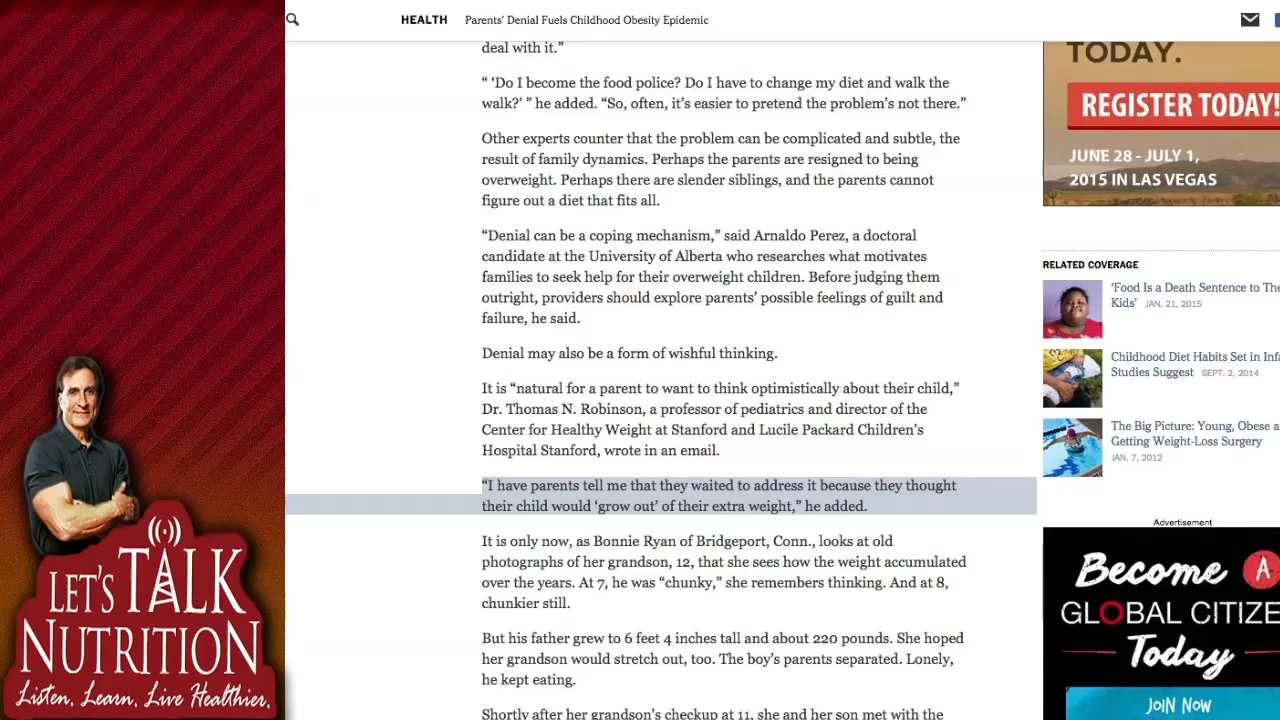 HEALTH Parents' Denial Fuels Childhood Obesity Epidemic
deal with it.”
“ ‘Do I become the food police? Do I have to change my diet and walk the
walk?’ ” he added. “So, often, it’s easier to pretend the problem’s not there.”
Other experts counter that the problem can be complicated and subtle, the
result of family dynamics. Perhaps the parents are resigned to being
overweight. Perhaps there are slender siblings, and the parents cannot
figure out a diet that fits all.
“Denial can be a coping mechanism,” said Arnaldo Perez, a doctoral
candidate at the University of Alberta who researches what motivates
families to seek help for their overweight children. Before judging them
outright, providers should explore parents’ possible feelings of guilt and
failure, he said.
Denial may also be a form of wishful thinking.
It is “natural for a parent to want to think optimistically about their child,”
Dr. Thomas N. Robinson, a professor of pediatrics and director of the
Center for Healthy Weight at Stanford and Lucile Packard Children’s
Hospital Stanford, wrote in an email.
“I have parents tell me that they waited to address it because they thought
their child would ‘grow out’ of their extra weight,” he added.
It is only now, as Bonnie Ryan of Bridgeport, Conn., looks at old
photographs of her grandson, 12, that she sees how the weight accumulated
over the years. At 7, he was “chunky,” she remembers thinking. And at 8,
chunkier still.
But his father grew to 6 feet 4 inches tall and about 220 pounds. She hoped
her grandson would stretch out, too. The boy’s parents separated. Lonely,
he kept eating.
Shortly after her grandson’s checkup at 11, she and her son met with the
TODAY.
REGISTER TODAY!
JUNE 28 - JULY 1,
2015 IN LAS VEGAS
RELATED COVERAGE
‘Food Is a Death Sentence to The
Kids’ JAN. 21, 2015
Childhood Diet Habits Set in Inf
Studies Suggest SEPT. 2, 2014
The Big Picture: Young, Obese a
Getting Weight-Loss Surgery
JAN. 7, 2012
Advertisement
Become A
GLOBAL CITIZE
Today
JOIN NOW
LET'S TALK
NUTRITION
Listen. Learn. Live Healthier.